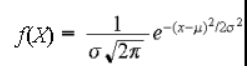 f(X) = 1/(σ√2π) e^-(x-μ)²/2σ²